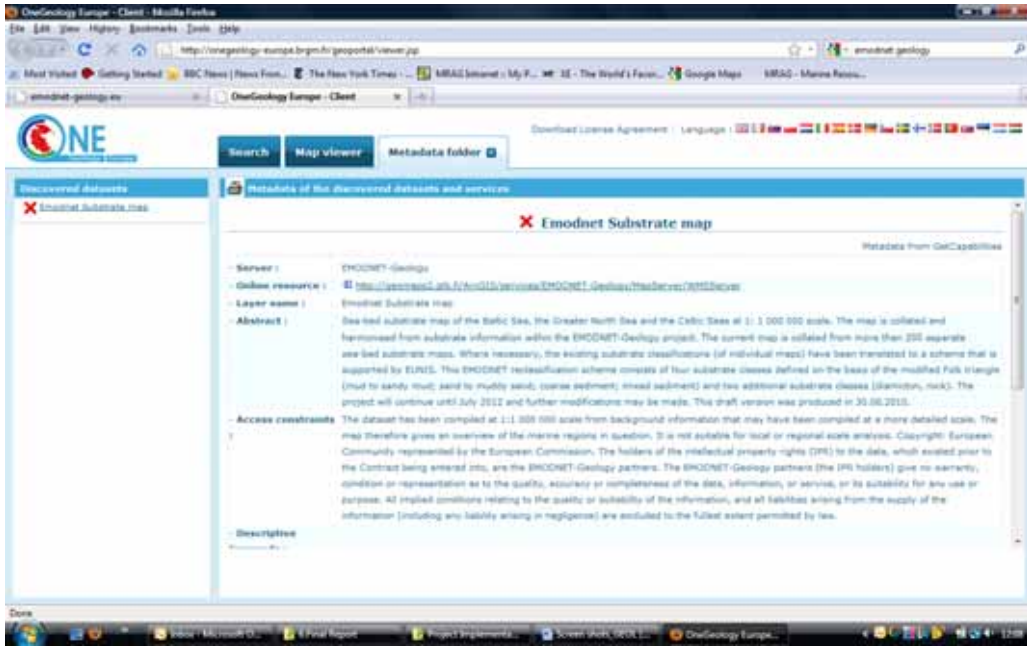 OneGeology Europe - Client - Mozilla Firefox
File Edit View History Bookmarks Tools Help
http://onegeology-europe.brgm.fr/geoportal/viewer.jsp
emodnet geology
Most Visited Getting Started BBC News | News Front... The New York Times - ... MRAG Intranet : My P... Google Maps MRAG - Marine Resou...
emodnet-geology.eu OneGeology Europe - Client
ONE
Download License Agreement Language :
Search Map viewer Metadata folder
Discovered datasets
Emodnet Substrate map
Metadata of the discovered datasets and services
Emodnet Substrate map
Metadata from GetCapabilities
Server : EMODNET-Geology
Online resource :
Layer name : Emodnet Substrate map
Abstract : Sea-bed substrate map of the Baltic Sea, the Greater North Sea and the Celtic Seas at 1: 1 000 000 scale. The map is collated and
harmonised from substrate information within the EMODNET-Geology project. The current map is collated from more than 200 separate
sea-bed substrate maps. Where necessary, the existing substrate classifications (of individual maps) have been translated to a scheme that is
supported by EUNIS. This EMODNET reclassification scheme consists of four substrate classes defined on the basis of the modified Folk triangle
(mud to sandy mud; sand to muddy sand; coarse sediment; mixed sediment) and two additional substrate classes (diamicton, rock). The
project will continue until July 2012 and further modifications may be made. This draft version was produced in 30.06.2010.
Access constraints : The dataset has been compiled at 1:1 000 000 scale from background information that may have been compiled at a more detailed scale. The
map therefore gives an overview of the marine regions in question. It is not suitable for local or regional scale analysis. Copyright: European
Community represented by the European Commission. The holders of the intellectual property rights (IPR) to the data, which existed prior to
the Contract being entered into, are the EMODNET-Geology partners. The EMODNET-Geology partners (the IPR holders) give no warranty,
condition or representation as to the quality, accuracy or completeness of the data, information, or service, or its suitability for any use or
purpose. All implied conditions relating to the quality or suitability of the information, and all liabilities arising from the supply of the
information (including any liability arising in negligence) are excluded to the fullest extent permitted by law.
Descriptive
Done
Inbox - Microsoft O... Final Report Project Implementa... Screen shots, GEOL... OneGeology Europe...